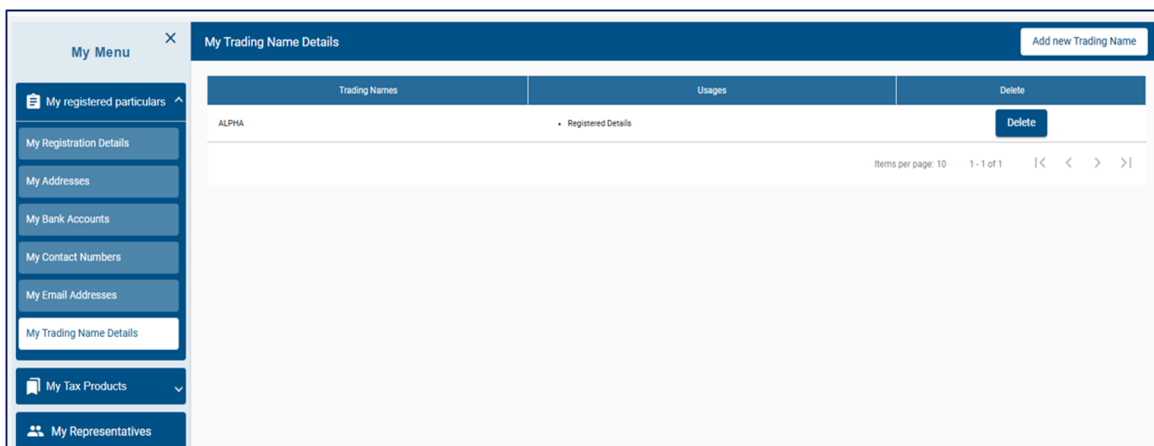 My Menu
My registered particulars
My Registration Details
My Addresses
My Bank Accounts
My Contact Numbers
My Email Addresses
My Trading Name Details
My Tax Products
My Representatives
My Trading Name Details
Add new Trading Name
Trading Names
Usages
Delete
ALPHA
• Registered Details
Delete
Items per page: 10
1 - 1 of 1